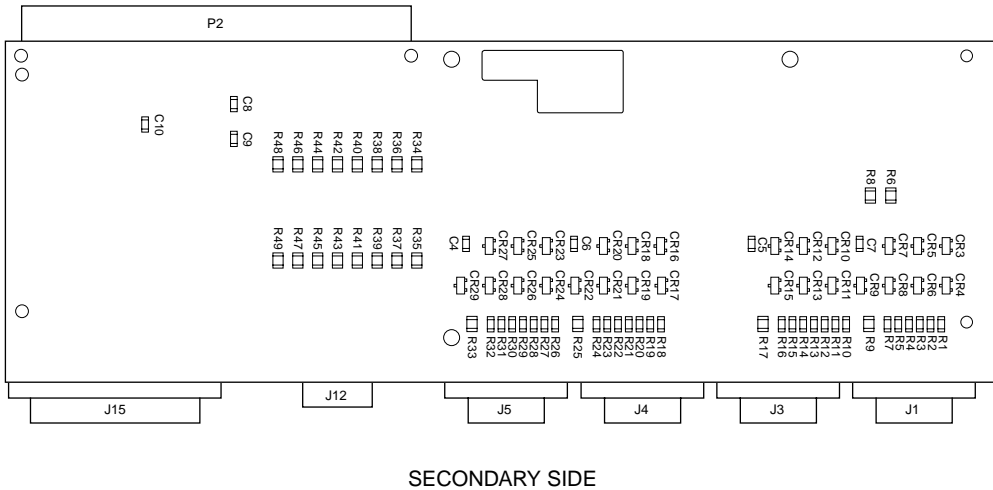 P2
C8
C9
C10
R48
R46
R44
R42
R40
R38
R36
R34
R8
R6
R49
R47
R45
R43
R41
R39
R37
R35
C4
CR27
CR25
CR23
C6
CR20
CR18
CR16
C5
CR14
CR12
CR10
C7
CR7
CR5
CR3
CR29
CR28
CR26
CR24
CR22
CR21
CR19
CR17
CR15
CR13
CR11
CR9
CR8
CR6
CR4
R33
R32
R31
R30
R29
R28
R27
R26
R25
R24
R23
R22
R21
R20
R19
R18
R17
R16
R15
R14
R13
R12
R11
R10
R9
R7
R5
R4
R3
R2
R1
J15
J12
J5
J4
J3
J1
SECONDARY SIDE